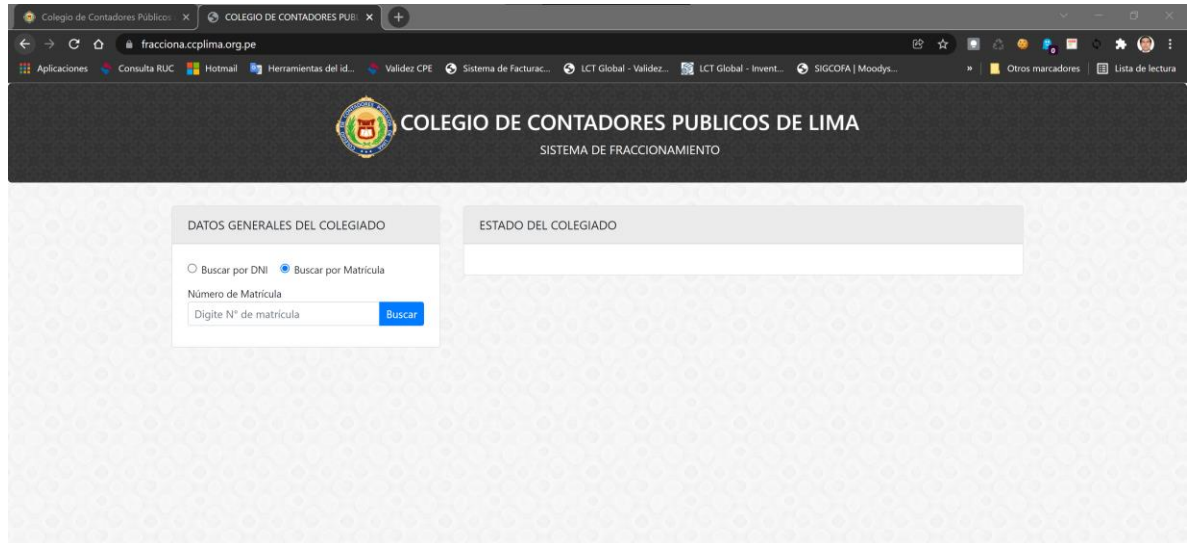 Colegio de Contadores Públicos
COLEGIO DE CONTADORES PUB
fracciona.ccplima.org.pe
Aplicaciones Consulta RUC Hotmail Herramientas del id... Validez CPE Sistema de Facturac... LCT Global - Validez... LCT Global - Invent... SIGCOFA | Moodys... » Otros marcadores Lista de lectura
COLEGIO DE CONTADORES PUBLICOS DE LIMA
SISTEMA DE FRACCIONAMIENTO
DATOS GENERALES DEL COLEGIADO
Buscar por DNI Buscar por Matrícula
Número de Matrícula
Digite N° de matrícula Buscar
ESTADO DEL COLEGIADO